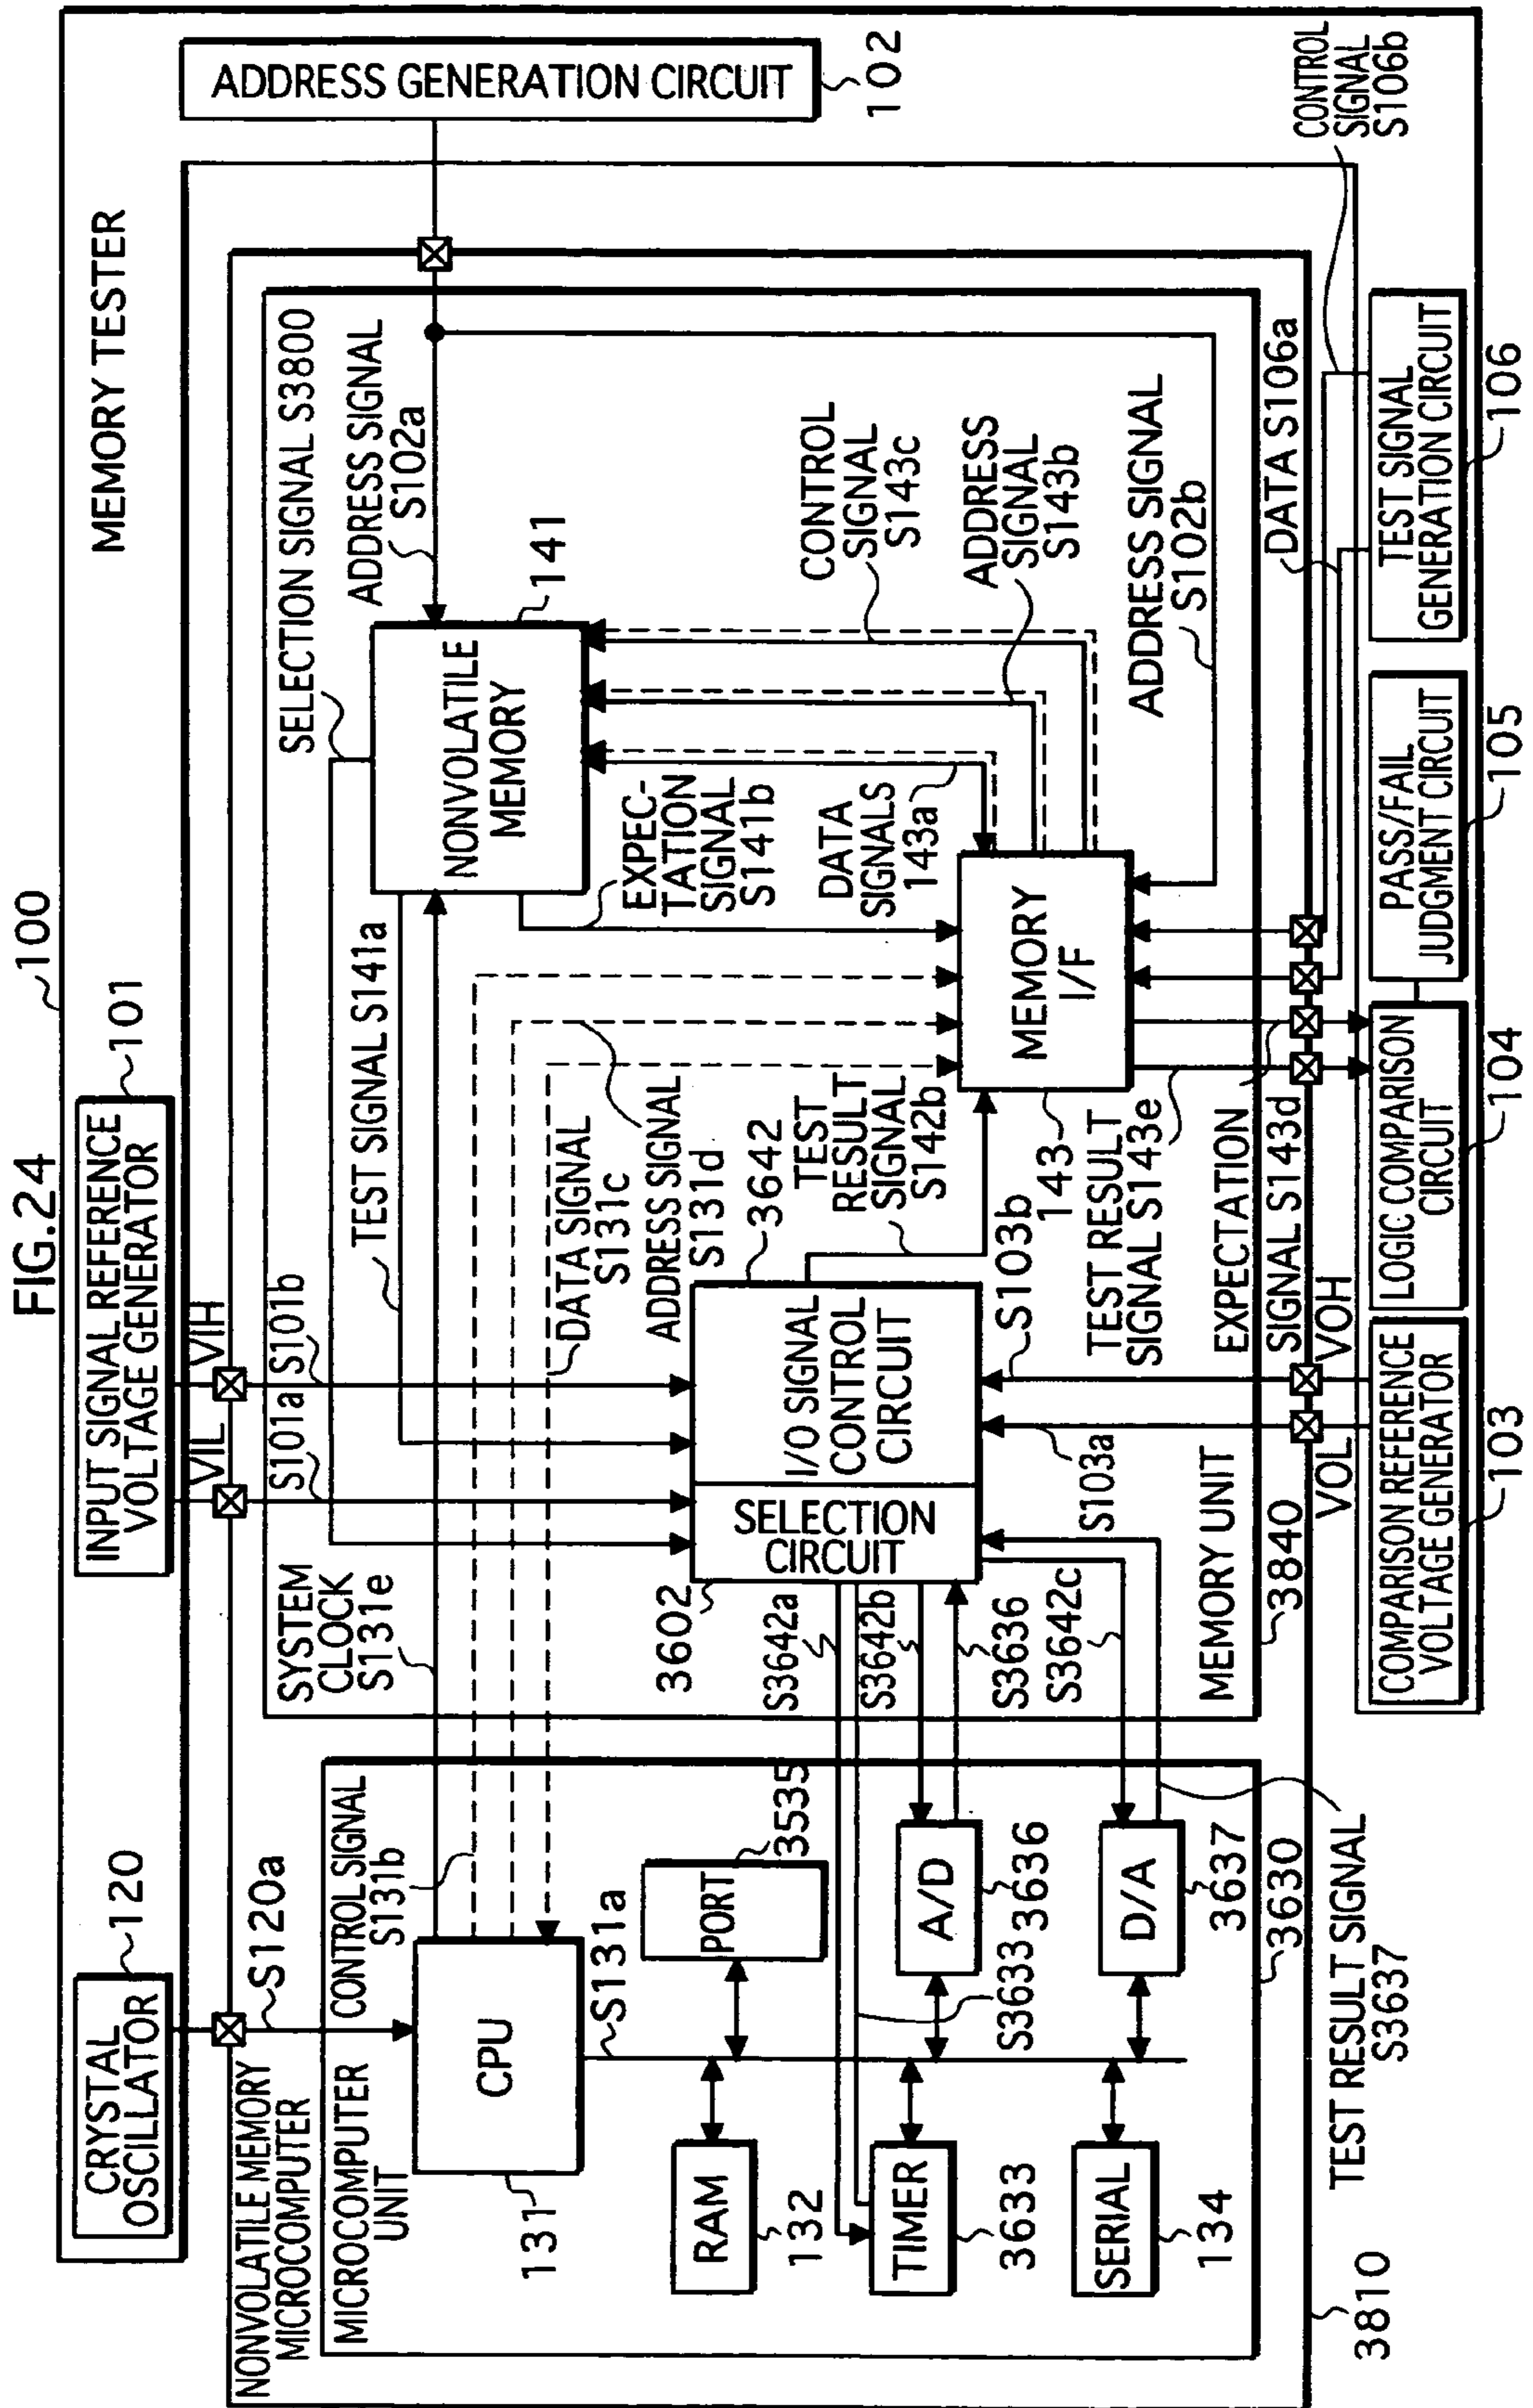 FIG.24
100
MEMORY TESTER
CRYSTAL
OSCILLATOR
120
INPUT SIGNAL REFERENCE
VOLTAGE GENERATOR
101
ADDRESS GENERATION CIRCUIT
102
S120a
VIL
VIH
S101a
S101b
NONVOLATILE MEMORY
MICROCOMPUTER
MICROCOMPUTER
UNIT
CONTROL SIGNAL
S131b
CPU
131
S131a
RAM
132
PORT
3535
TIMER
3633
S3633
A/D
3636
SERIAL
134
D/A
3637
3630
3810
TEST RESULT SIGNAL
S3637
SYSTEM
CLOCK
S131e
SELECTION SIGNAL S3800
TEST SIGNAL S141a
ADDRESS SIGNAL
S102a
NONVOLATILE
MEMORY
141
DATA SIGNAL
S131c
ADDRESS SIGNAL
S131d
EXPEC-
TATION
SIGNAL
S141b
DATA
SIGNALS
143a
CONTROL
SIGNAL
S143c
ADDRESS
SIGNAL
S143b
ADDRESS SIGNAL
S102b
3602
SELECTION
CIRCUIT
I/O SIGNAL
CONTROL
CIRCUIT
3642
TEST
RESULT
SIGNAL
S142b
MEMORY
I/F
143
S3642a
S3642b
S3636
S3642c
S103a
S103b
TEST RESULT
SIGNAL S143e
EXPECTATION
SIGNAL S143d
DATA S106a
CONTROL
SIGNAL
S106b
MEMORY UNIT
3840
VOL
VOH
COMPARISON REFERENCE
VOLTAGE GENERATOR
103
LOGIC COMPARISON
CIRCUIT
104
PASS/FAIL
JUDGMENT CIRCUIT
105
TEST SIGNAL
GENERATION CIRCUIT
106